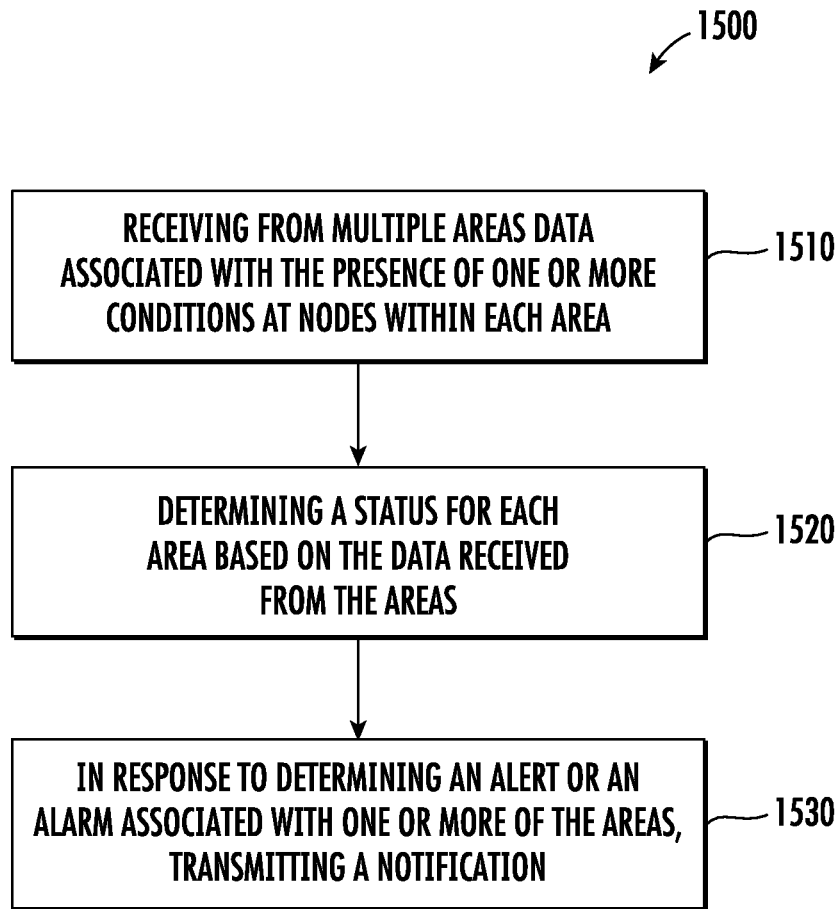 1500
RECEIVING FROM MULTIPLE AREAS DATA
ASSOCIATED WITH THE PRESENCE OF ONE OR MORE
CONDITIONS AT NODES WITHIN EACH AREA
1510
DETERMINING A STATUS FOR EACH
AREA BASED ON THE DATA RECEIVED
FROM THE AREAS
1520
IN RESPONSE TO DETERMINING AN ALERT OR AN
ALARM ASSOCIATED WITH ONE OR MORE OF THE AREAS,
TRANSMITTING A NOTIFICATION
1530